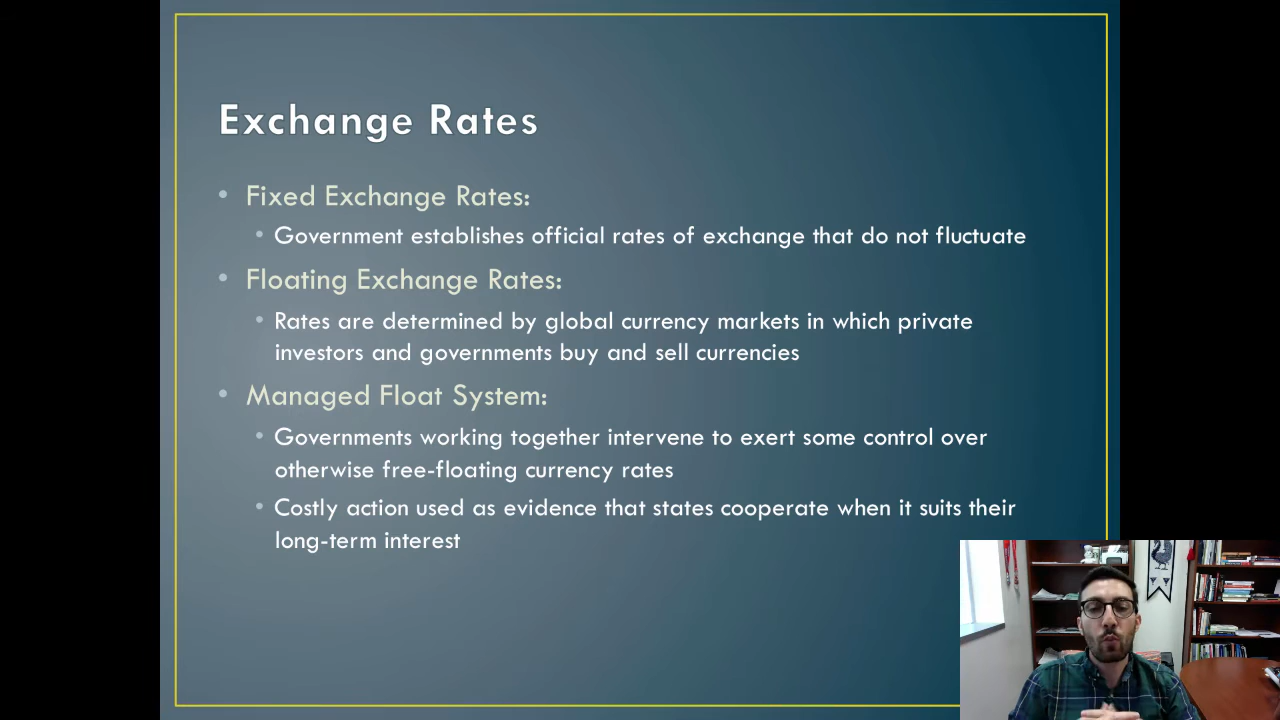 Exchange Rates
• Fixed Exchange Rates:
• Government establishes official rates of exchange that do not fluctuate
• Floating Exchange Rates:
• Rates are determined by global currency markets in which private
investors and governments buy and sell currencies
• Managed Float System:
• Governments working together intervene to exert some control over
otherwise free-floating currency rates
• Costly action used as evidence that states cooperate when it suits their
long-term interest